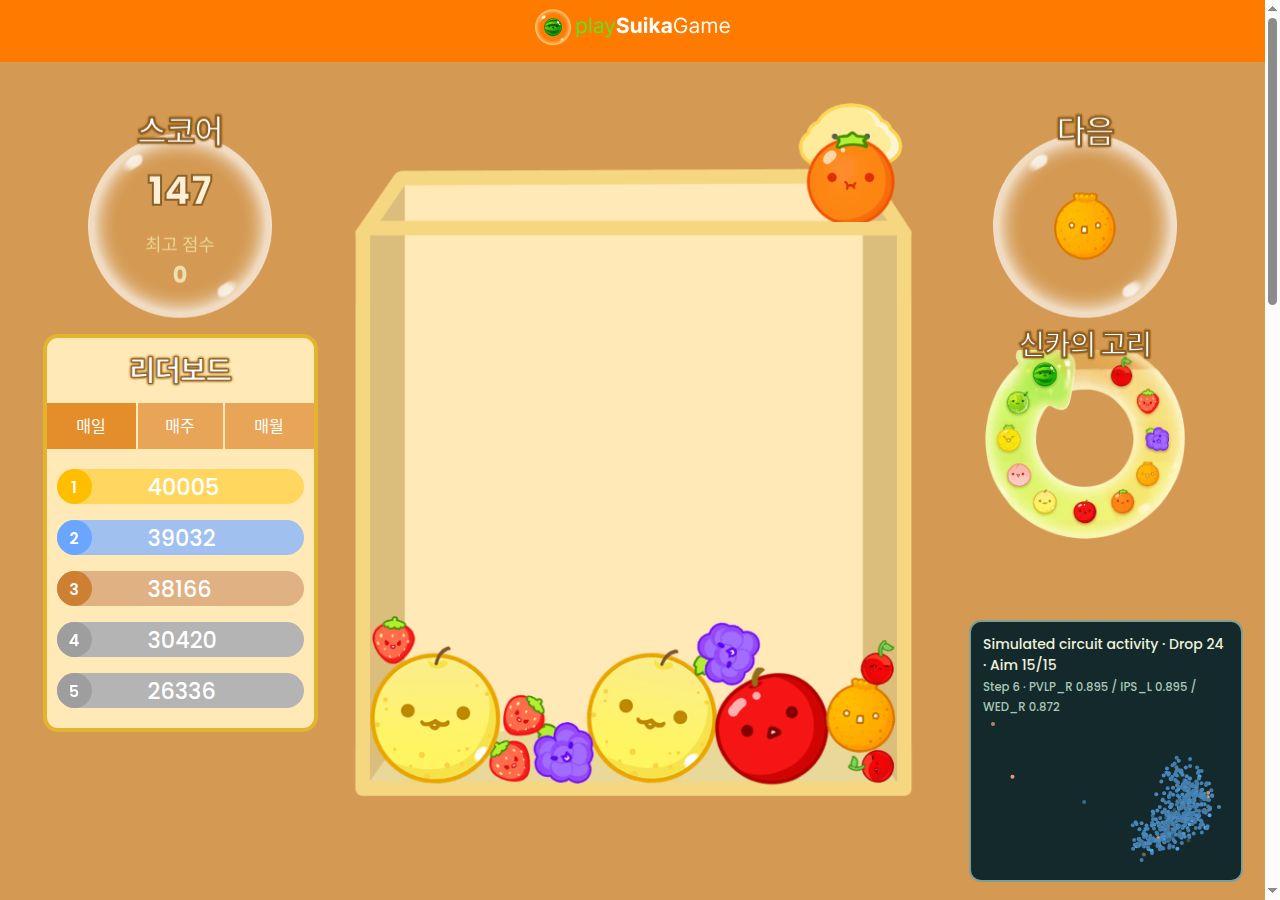 playSuikaGame
스코어
147
최고 점수
0
다음
리더보드
매일 매주 매월
1 40005
2 39032
3 38166
4 30420
5 26336
신카의 고리
Simulated circuit activity · Drop 24
· Aim 15/15
Step 6 · PVLP_R 0.895 / IPS_L 0.895 /
WED_R 0.872